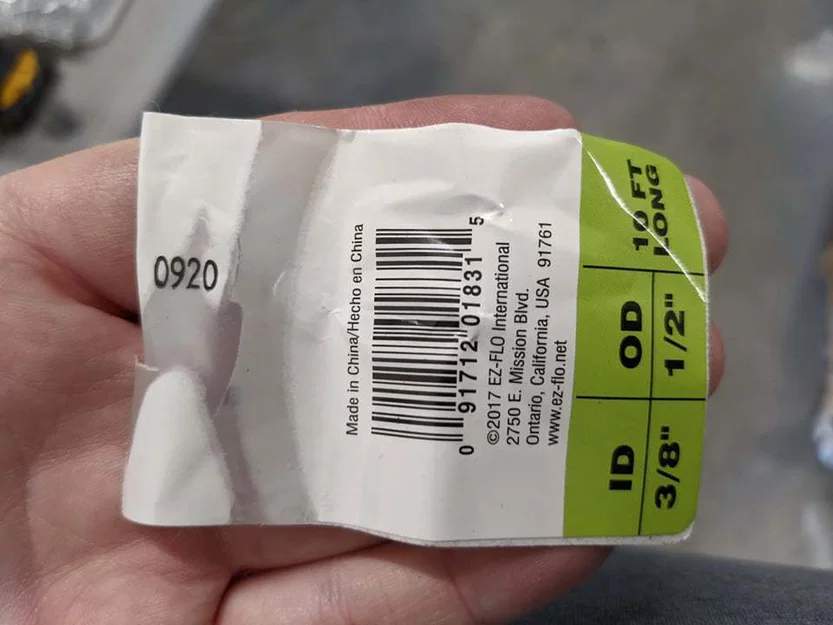 0920
Made in China/Hecho en China
0 91712 01831 5
©2017 EZ-FLO International
2750 E. Mission Blvd.
Ontario, California, USA 91761
www.ez-flo.net
ID
OD
10 FT
LONG
3/8"
1/2"